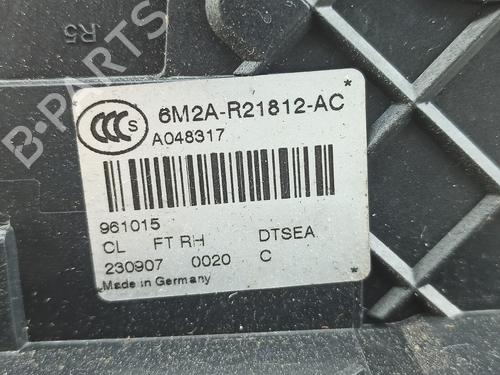 R5
B-PARTS
CCC S
6M2A-R21812-AC
A048317
961015
CL FT RH DTSEA
230907 0020 C
Made in Germany